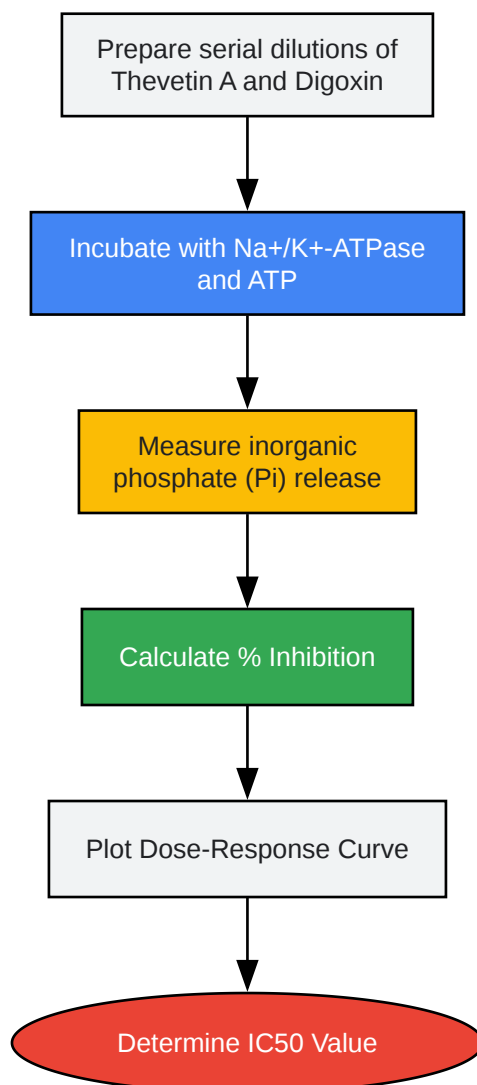 Prepare serial dilutions of
Thevetin A and Digoxin
Incubate with Na+/K+-ATPase
and ATP
Measure inorganic
phosphate (Pi) release
Calculate % Inhibition
Plot Dose-Response Curve
Determine IC50 Value